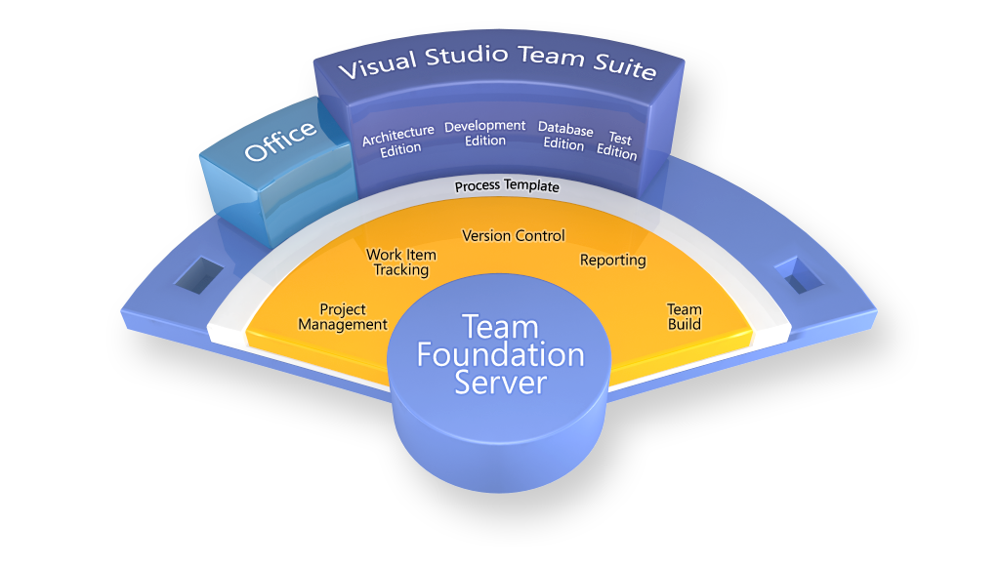 Visual Studio Team Suite
Office
Architecture
Edition
Development
Edition
Database
Edition
Test
Edition
Process Template
Version Control
Work Item
Tracking
Reporting
Project
Management
Team
Build
Team
Foundation
Server